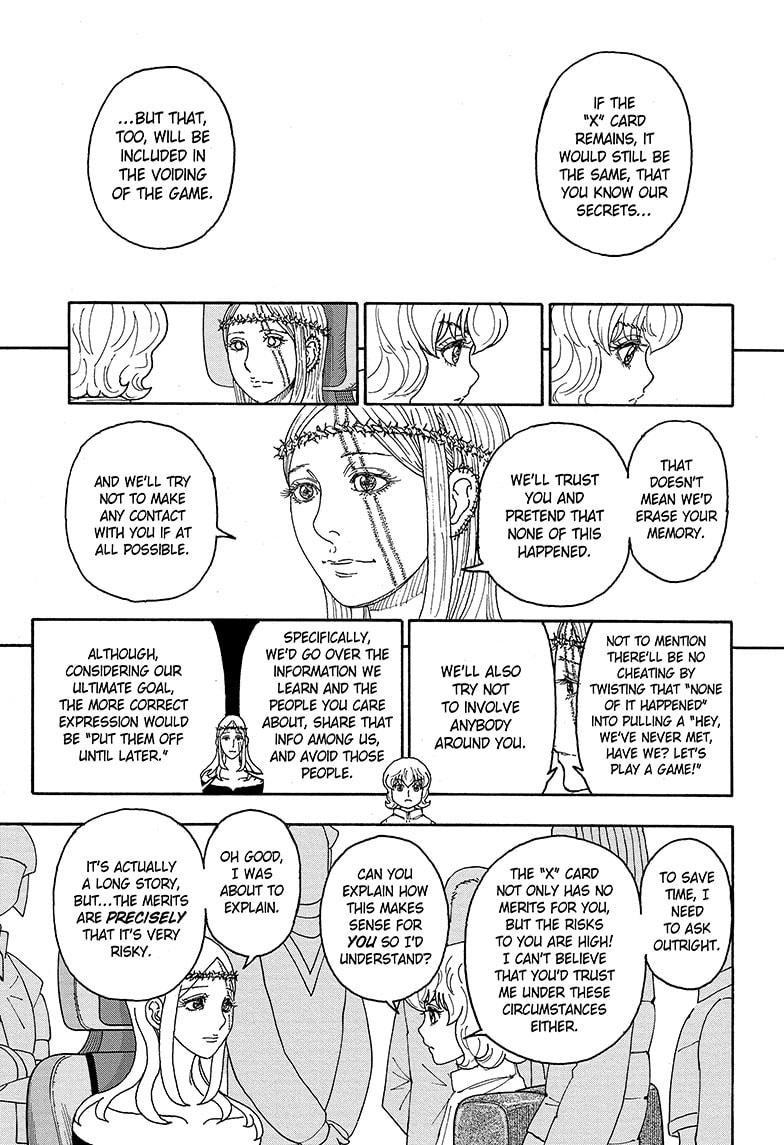 IF THE
"X" CARD
REMAINS, IT
WOULD STILL BE
THE SAME, THAT
YOU KNOW OUR
SECRETS...
...BUT THAT,
TOO, WILL BE
INCLUDED IN
THE VOIDING
OF THE GAME.
THAT
DOESN'T
MEAN WE'D
ERASE YOUR
MEMORY.
WE'LL TRUST
YOU AND
PRETEND THAT
NONE OF THIS
HAPPENED.
AND WE'LL TRY
NOT TO MAKE
ANY CONTACT
WITH YOU IF AT
ALL POSSIBLE.
NOT TO MENTION
THERE'LL BE NO
CHEATING BY
TWISTING THAT "NONE
OF IT HAPPENED"
INTO PULLING A "HEY,
WE'VE NEVER MET,
HAVE WE? LET'S
PLAY A GAME!"
WE'LL ALSO
TRY NOT
TO INVOLVE
ANYBODY
AROUND YOU.
SPECIFICALLY,
WE'D GO OVER THE
INFORMATION WE
LEARN AND THE
PEOPLE YOU CARE
ABOUT, SHARE THAT
INFO AMONG US,
AND AVOID THOSE
PEOPLE.
ALTHOUGH,
CONSIDERING OUR
ULTIMATE GOAL,
THE MORE CORRECT
EXPRESSION WOULD
BE "PUT THEM OFF
UNTIL LATER."
TO SAVE
TIME, I
NEED
TO ASK
OUTRIGHT.
THE "X" CARD
NOT ONLY HAS NO
MERITS FOR YOU,
BUT THE RISKS
TO YOU ARE HIGH!
I CAN'T BELIEVE
THAT YOU'D TRUST
ME UNDER THESE
CIRCUMSTANCES
EITHER.
CAN YOU
EXPLAIN HOW
THIS MAKES
SENSE FOR
YOU SO I'D
UNDERSTAND?
OH GOOD,
I WAS
ABOUT TO
EXPLAIN.
IT'S ACTUALLY
A LONG STORY,
BUT...THE MERITS
ARE PRECISELY
THAT IT'S VERY
RISKY.